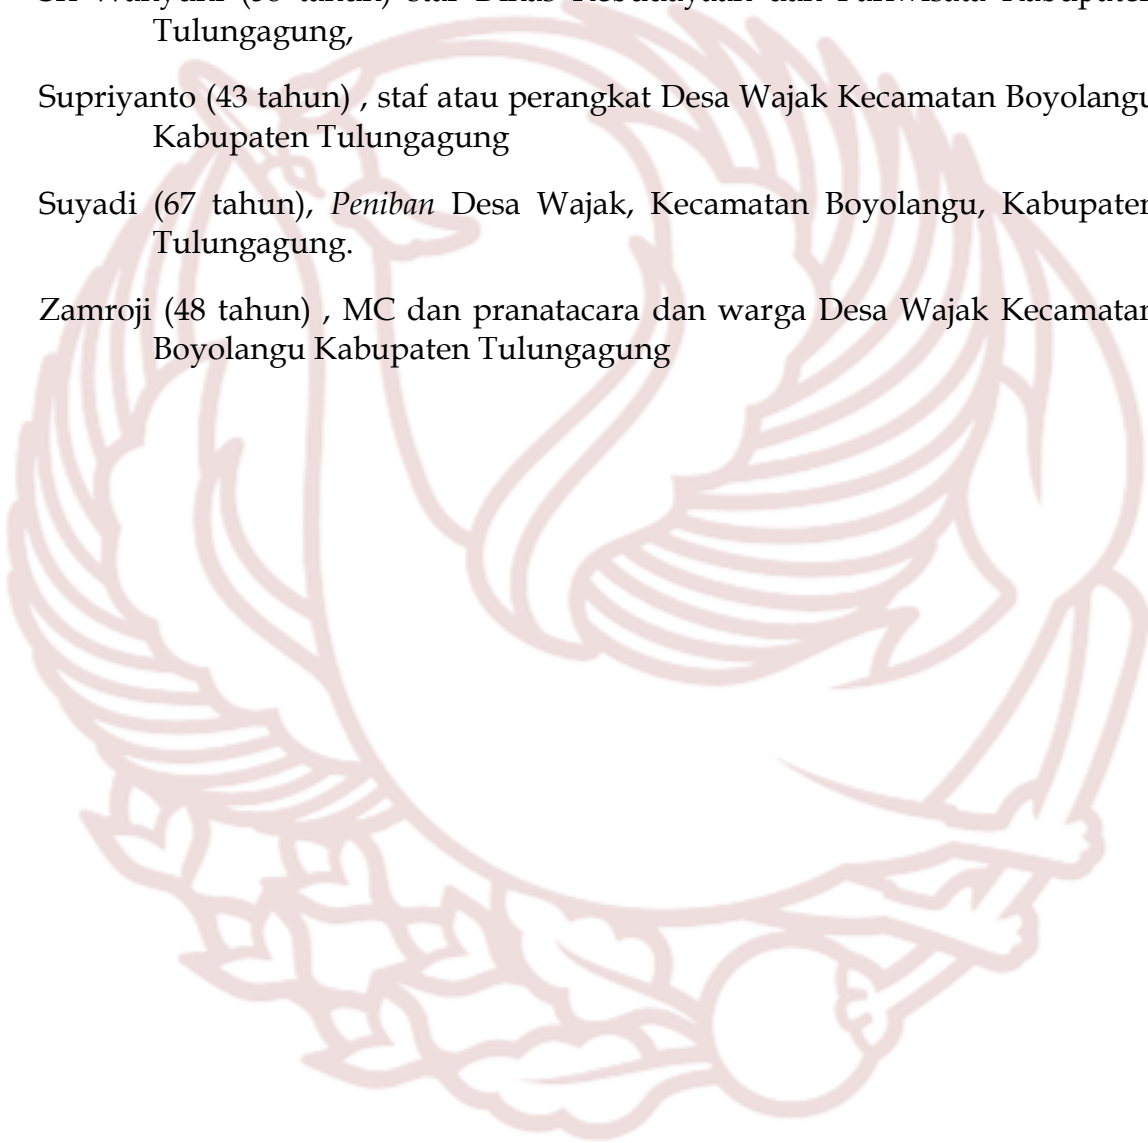 Tulungagung,
Supriyanto (43 tahun) , staf atau perangkat Desa Wajak Kecamatan Boyolangu
Kabupaten Tulungagung
Suyadi (67 tahun), Peniban Desa Wajak, Kecamatan Boyolangu, Kabupaten
Tulungagung.
Zamroji (48 tahun) , MC dan pranatacara dan warga Desa Wajak Kecamatan
Boyolangu Kabupaten Tulungagung